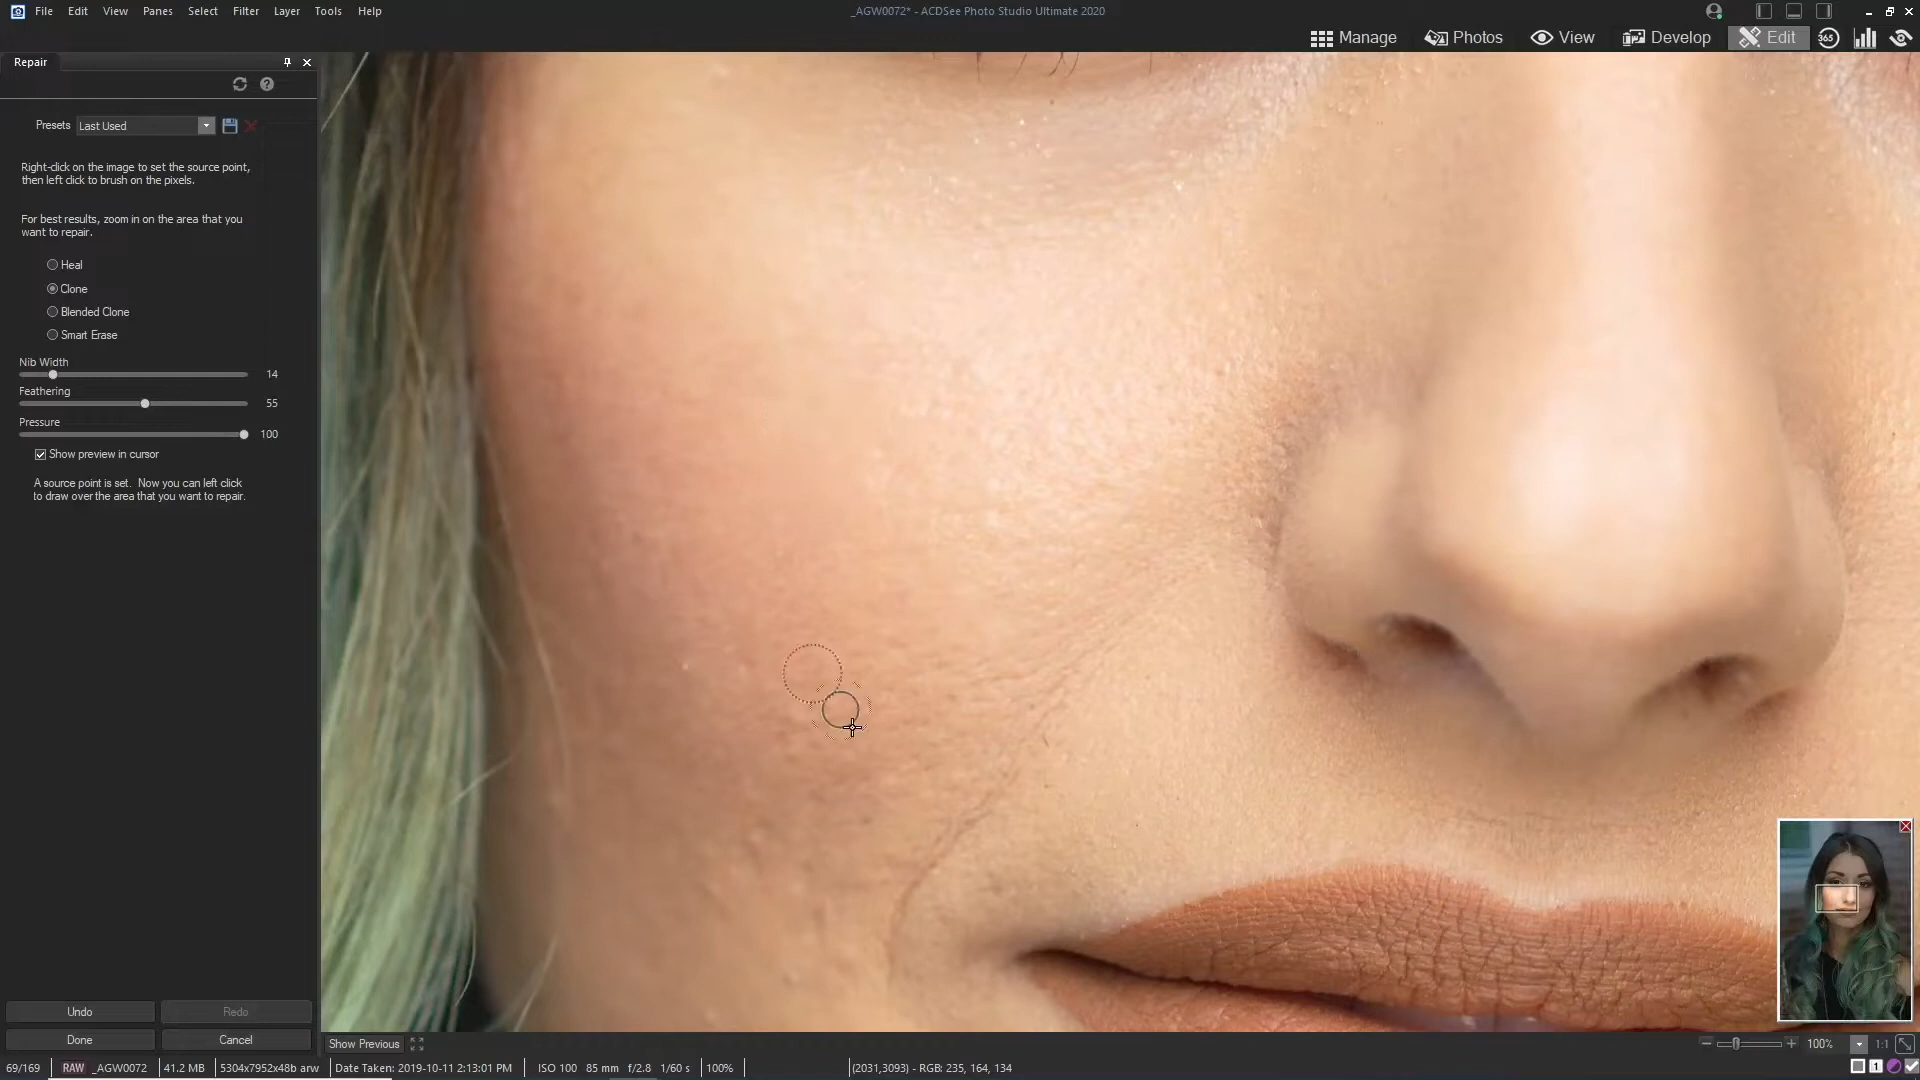 File Edit View Panes Select Filter Layer Tools Help
_AGW0072* - ACDSee Photo Studio Ultimate 2020
Manage Photos View Develop Edit 365
Repair
Presets Last Used
Right-click on the image to set the source point,
then left click to brush on the pixels.
For best results, zoom in on the area that you
want to repair.
Heal
Clone
Blended Clone
Smart Erase
Nib Width
14
Feathering
55
Pressure
100
Show preview in cursor
A source point is set. Now you can left click
to draw over the area that you want to repair.
Undo Redo
Done Cancel
Show Previous
100% 1:1
69/169 RAW _AGW0072 41.2 MB 5304x7952x48b arw Date Taken: 2019-10-11 2:13:01 PM ISO 100 85 mm f/2.8 1/60 s 100% (2031,3093) - RGB: 235, 164, 134 1